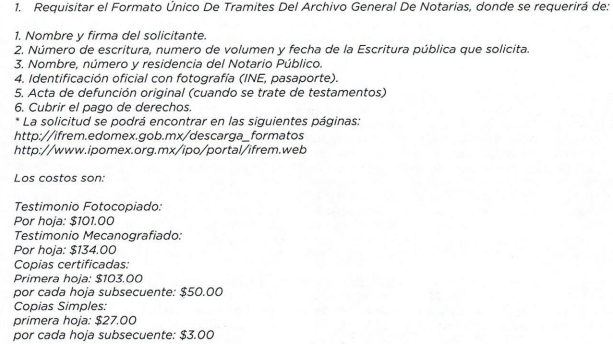 1. Requisitar el Formato Único De Tramites Del Archivo General De Notarias, donde se requerirá de:
1. Nombre y firma del solicitante.
2. Número de escritura, numero de volumen y fecha de la Escritura pública que solicita.
3. Nombre, número y residencia del Notario Público.
4. Identificación oficial con fotografía (INE, pasaporte).
5. Acta de defunción original (cuando se trate de testamentos)
6. Cubrir el pago de derechos.
* La solicitud se podrá encontrar en las siguientes páginas:
http://ifrem.edomex.gob.mx/descarga_formatos
http://www.ipomex.org.mx/ipo/portal/ifrem.web
Los costos son:
Testimonio Fotocopiado:
Por hoja: $101.00
Testimonio Mecanografiado:
Por hoja: $134.00
Copias certificadas:
Primera hoja: $103.00
por cada hoja subsecuente: $50.00
Copias Simples:
primera hoja: $27.00
por cada hoja subsecuente: $3.00